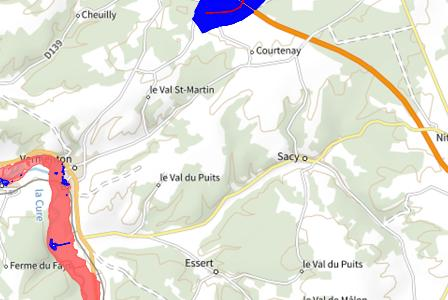 Cheuilly
D139
Courtenay
le Val St-Martin
Vermenton
Sacy
le Val du Puits
la Cure
Essert
Ferme du
le Val du Puits